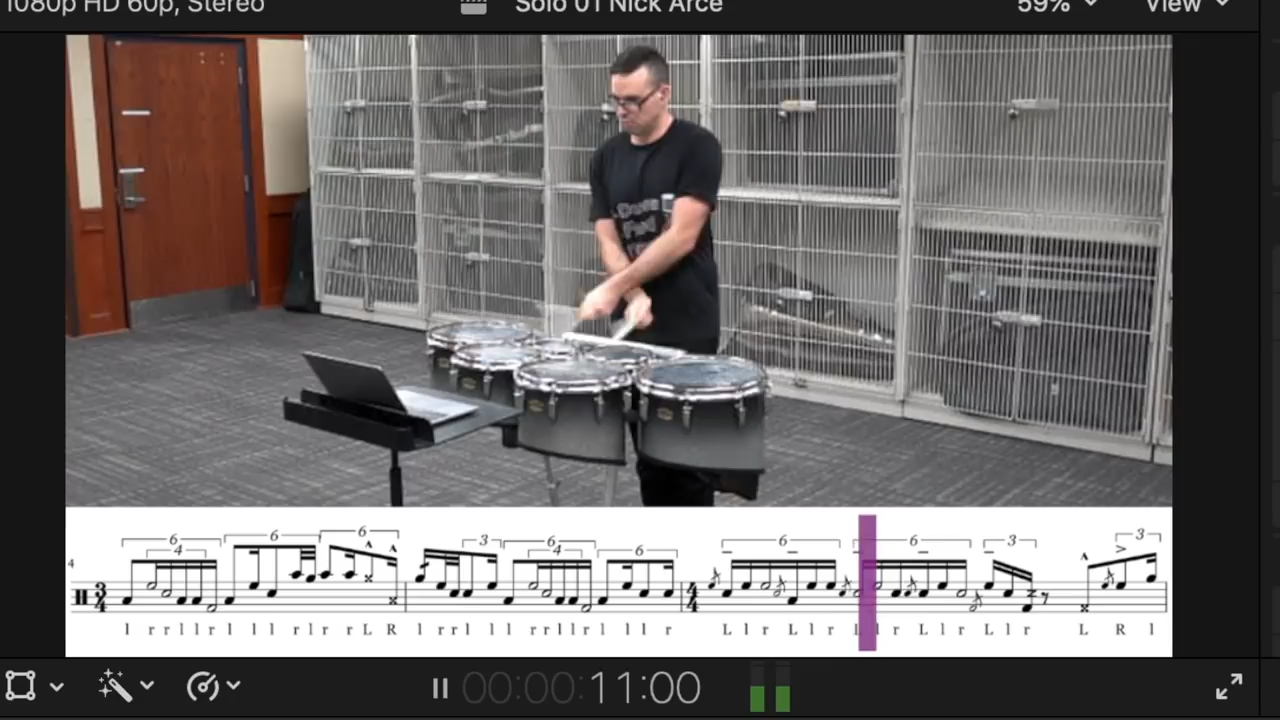 1080p HD 60p, Stereo
Solo 01 Nick Arce
59%
View
6 6 6 3 6 6 6 6 3 3
4 4
4
3 4 4 4
l r r l l r l l l r l r r L R l r r l l l r r l l r l l l r L l r L l r L l r L l r L l r L R l
00:00:11:00